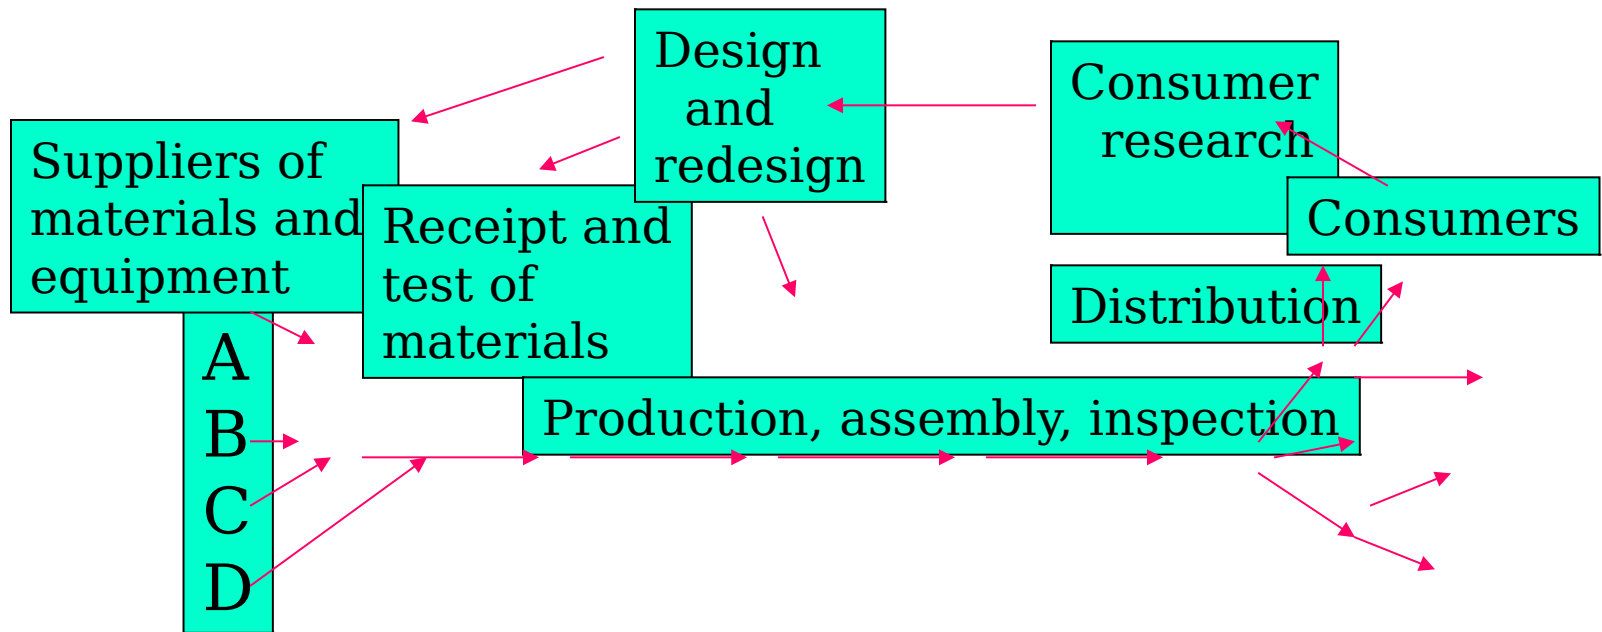 Design
and
redesign
Consumer
research
Suppliers of
materials and
equipment
Receipt and
test of
materials
Consumers
Distribution
A
B
C
D
Production, assembly, inspection